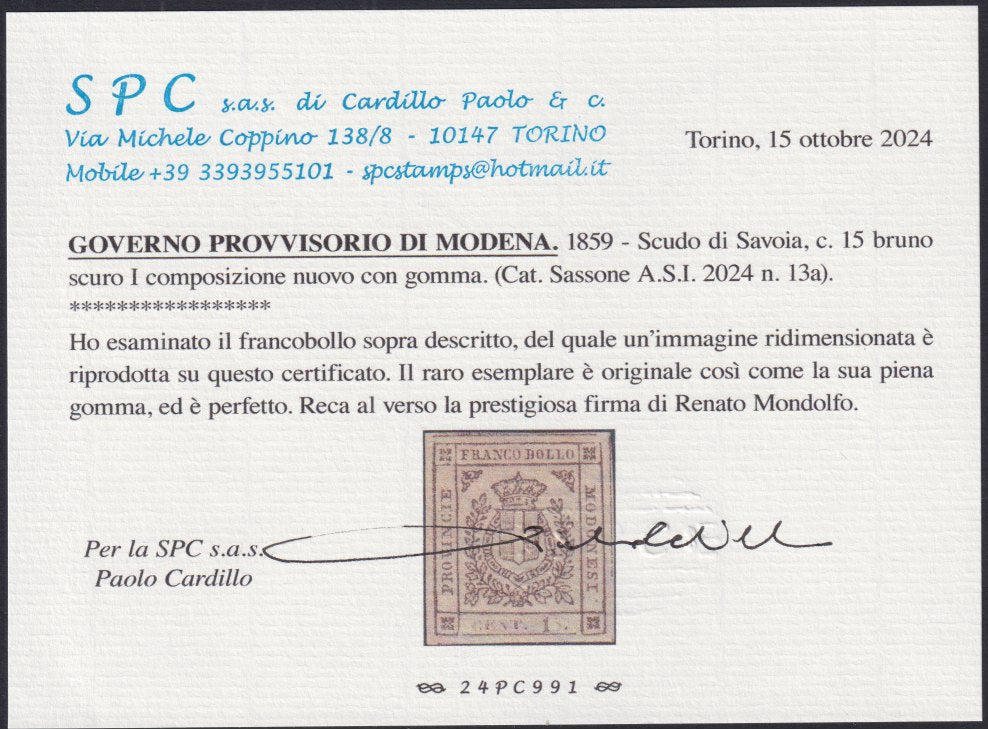 SPC s.a.s. di Cardillo Paolo & c.
Via Michele Coppino 138/8 - 10147 TORINO
Mobile +39 3393955101 - spcstamps@hotmail.it
Torino, 15 ottobre 2024
GOVERNO PROVVISORIO DI MODENA. 1859 - Scudo di Savoia, c. 15 bruno
scuro I composizione nuovo con gomma. (Cat. Sassone A.S.I. 2024 n. 13a).
*****************
Ho esaminato il francobollo sopra descritto, del quale un'immagine ridimensionata è
riprodotta su questo certificato. Il raro esemplare è originale così come la sua piena
gomma, ed è perfetto. Reca al verso la prestigiosa firma di Renato Mondolfo.
FRANCO BOLLO
PROVINCIE
MODONESI
CENT. 15.
Per la SPC s.a.s.
Paolo Cardillo
24PC991